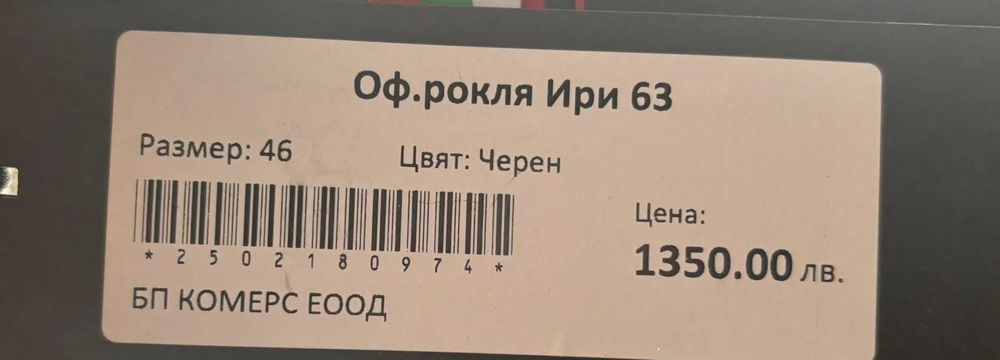 Оф.рокля Ири 63
Размер: 46 Цвят: Черен
*2502180974*
Цена:
1350.00 лв.
БП КОМЕРС ЕООД